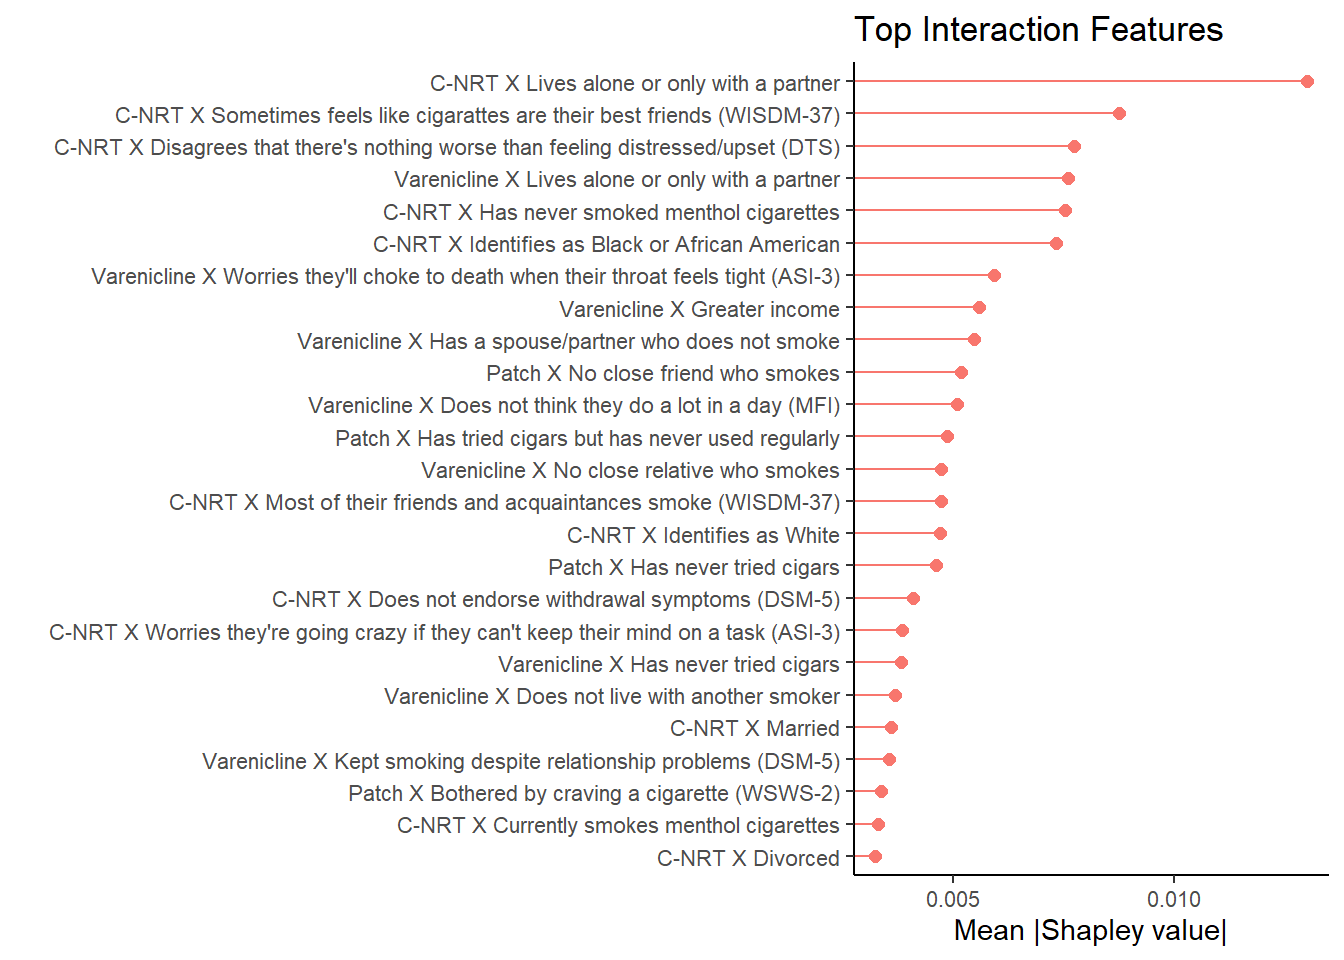 Top Interaction Features
C-NRT X Lives alone or only with a partner
C-NRT X Sometimes feels like cigarattes are their best friends (WISDM-37)
C-NRT X Disagrees that there's nothing worse than feeling distressed/upset (DTS)
Varenicline X Lives alone or only with a partner
C-NRT X Has never smoked menthol cigarettes
C-NRT X Identifies as Black or African American
Varenicline X Worries they'll choke to death when their throat feels tight (ASI-3)
Varenicline X Greater income
Varenicline X Has a spouse/partner who does not smoke
Patch X No close friend who smokes
Varenicline X Does not think they do a lot in a day (MFI)
Patch X Has tried cigars but has never used regularly
Varenicline X No close relative who smokes
C-NRT X Most of their friends and acquaintances smoke (WISDM-37)
C-NRT X Identifies as White
Patch X Has never tried cigars
C-NRT X Does not endorse withdrawal symptoms (DSM-5)
C-NRT X Worries they're going crazy if they can't keep their mind on a task (ASI-3)
Varenicline X Has never tried cigars
Varenicline X Does not live with another smoker
C-NRT X Married
Varenicline X Kept smoking despite relationship problems (DSM-5)
Patch X Bothered by craving a cigarette (WSWS-2)
C-NRT X Currently smokes menthol cigarettes
C-NRT X Divorced
0.005 0.010
Mean |Shapley value|